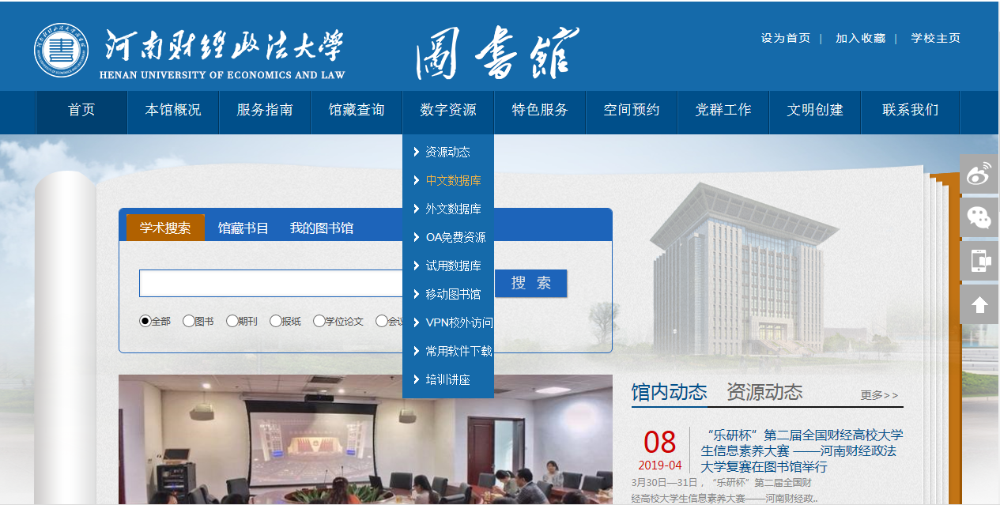 河南财经政法大学
HENAN UNIVERSITY OF ECONOMICS AND LAW
圖書館
设为首页 | 加入收藏 | 学校主页
首页 本馆概况 服务指南 馆藏查询 数字资源 特色服务 空间预约 党群工作 文明创建 联系我们
资源动态
中文数据库
外文数据库
OA免费资源
试用数据库
移动图书馆
VPN校外访问
常用软件下载
培训讲座
学术搜索 馆藏书目 我的图书馆
搜 索
全部 图书 期刊 报纸 学位论文 会议
馆内动态 资源动态 更多>>
08
2019-04
“乐研杯”第二届全国财经高校大学
生信息素养大赛 ——河南财经政法
大学复赛在图书馆举行
3月30日—31日，“乐研杯”第二届全国财
经高校大学生信息素养大赛——河南财经政..